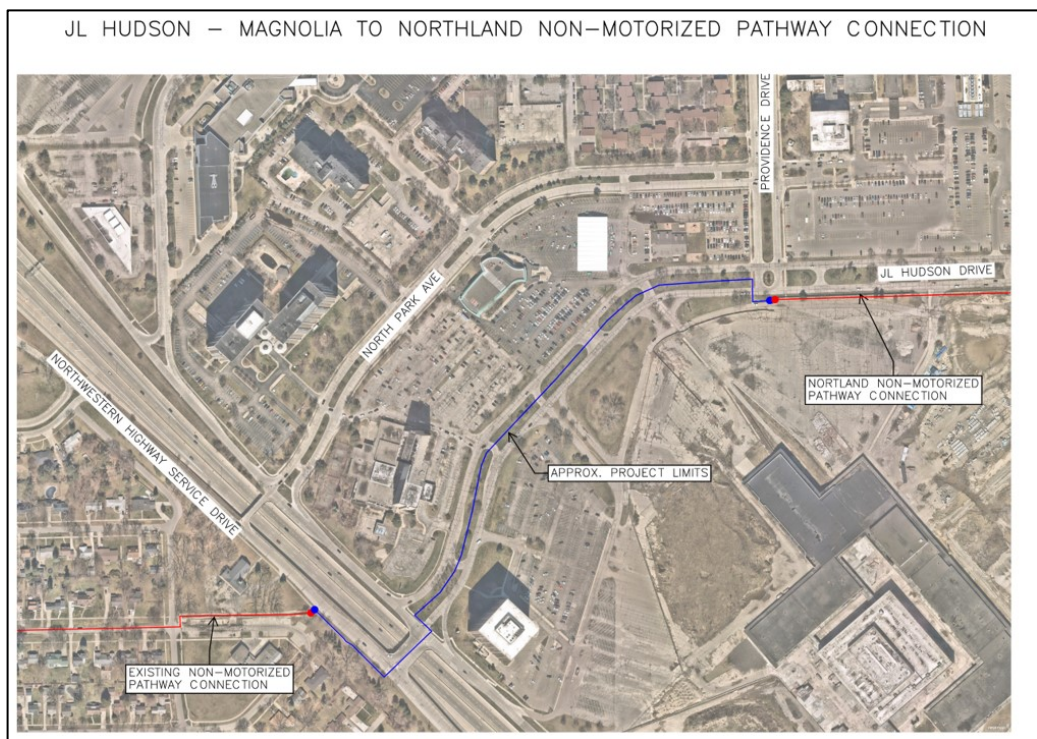 JL HUDSON – MAGNOLIA TO NORTHLAND NON–MOTORIZED PATHWAY CONNECTION
PROVIDENCE DRIVE
JL HUDSON DRIVE
NORTH PARK AVE
NORTLAND NON–MOTORIZED
PATHWAY CONNECTION
NORTHWESTERN HIGHWAY SERVICE DRIVE
APPROX. PROJECT LIMITS
EXISTING NON–MOTORIZED
PATHWAY CONNECTION